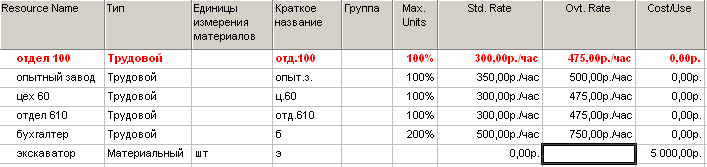 Resource Name Тип Единицы измерения материалов Краткое название Группа Max. Units Std. Rate Ovt. Rate Cost/Use
отдел 100 Трудовой отд.100 100% 300,00р./час 475,00р./час 0,00р.
опытный завод Трудовой опыт.з. 100% 350,00р./час 500,00р./час 0,00р.
цех 60 Трудовой ц.60 100% 300,00р./час 475,00р./час 0,00р.
отдел 610 Трудовой отд.610 100% 300,00р./час 475,00р./час 0,00р.
бухгалтер Трудовой б 200% 500,00р./час 750,00р./час 0,00р.
экскаватор Материальный шт э 0,00р. 5 000,00р.